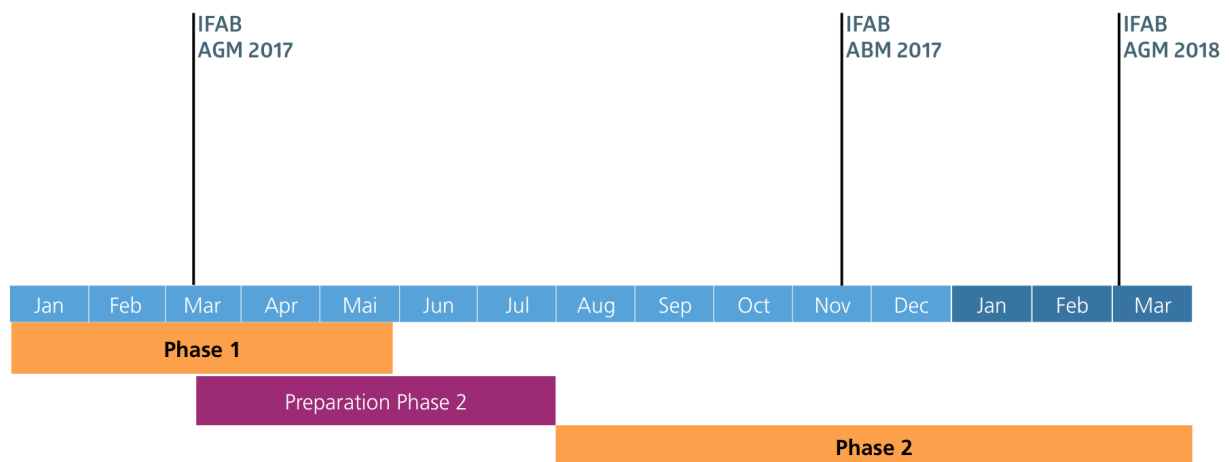 IFAB
AGM 2017
IFAB
ABM 2017
IFAB
AGM 2018
Jan Feb Mar Apr Mai Jun Jul Aug Sep Oct Nov Dec Jan Feb Mar
Phase 1
Preparation Phase 2
Phase 2